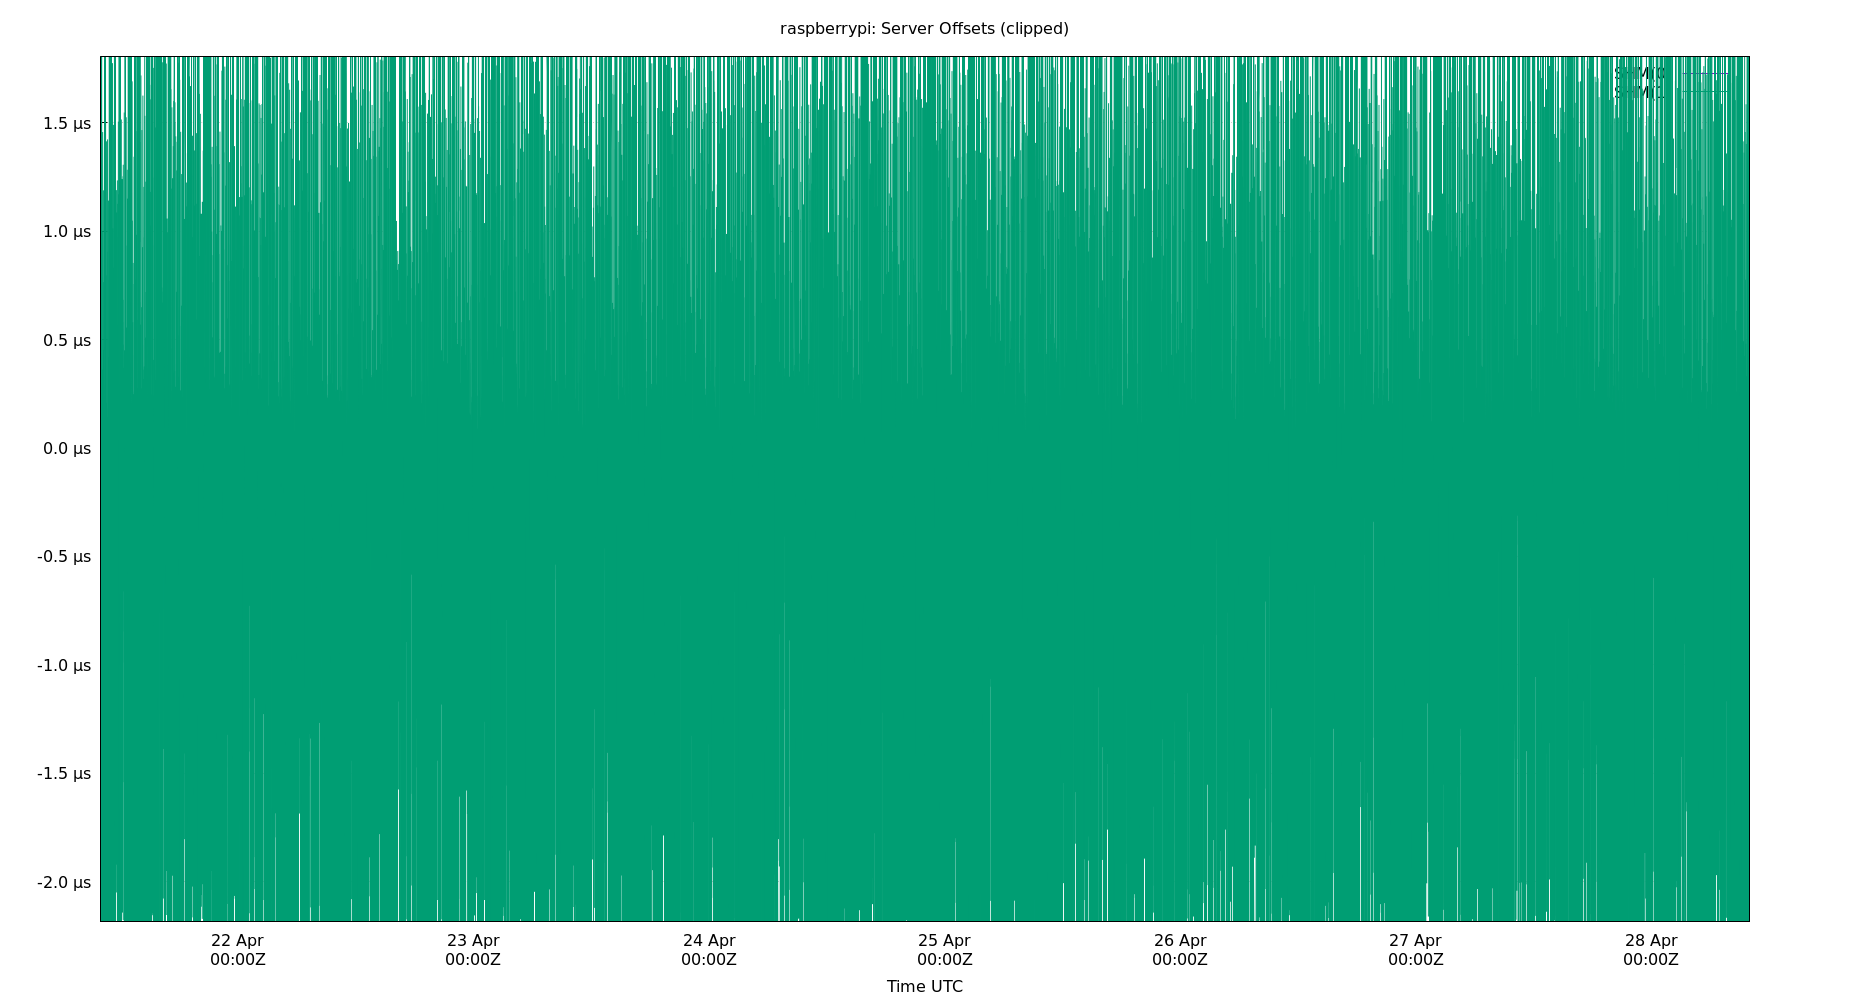 raspberrypi: Server Offsets (clipped)
1.5 µs
1.0 µs
0.5 µs
0.0 µs
-0.5 µs
-1.0 µs
-1.5 µs
-2.0 µs
22 Apr 23 Apr 24 Apr 25 Apr 26 Apr 27 Apr 28 Apr
00:00Z 00:00Z 00:00Z 00:00Z 00:00Z 00:00Z 00:00Z
Time UTC